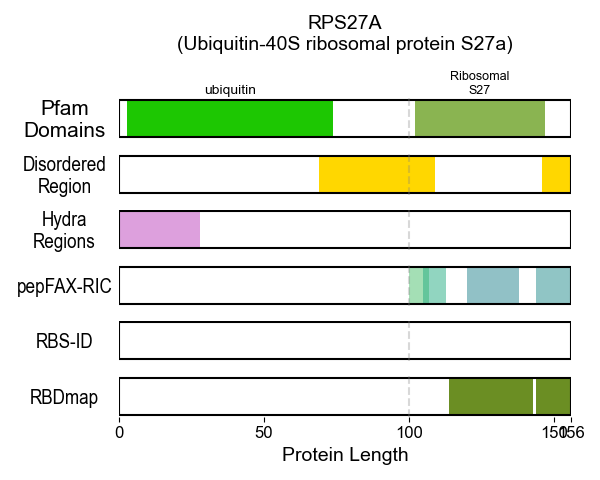 RPS27A
(Ubiquitin-40S ribosomal protein S27a)
ubiquitin
Ribosomal
S27
Pfam
Domains
Disordered
Region
Hydra
Regions
pepFAX-RIC
RBS-ID
RBDmap
0 50 100 150 156
Protein Length